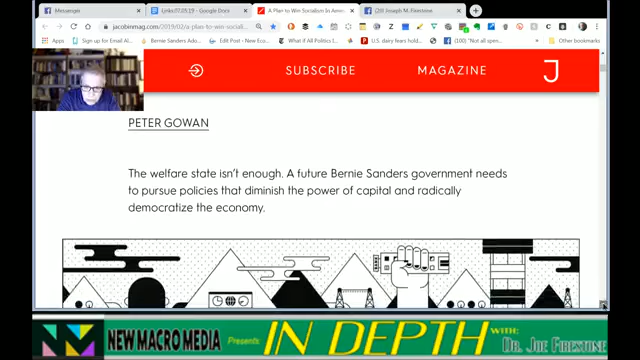 Messenger
Links/07.05.19 - Google Docs
A Plan to Win Socialism in Ameri
(39) Joseph M. Firestone
jacobinmag.com/2019/02/a-plan-to-win-sociali...
Apps
Sign up for Email Al
Bernie Sanders Ado
Edit Post ‹ New Eco
What if All Politics I
U.S. dairy fears hold
"Not all spen
Other bookmarks
SUBSCRIBE
MAGAZINE
J
PETER GOWAN
The welfare state isn't enough. A future Bernie Sanders government needs
to pursue policies that diminish the power of capital and radically
democratize the economy.
NM
NEW MACRO MEDIA
Presents:
IN DEPTH
WITH:
DR. JOE FIRESTONE